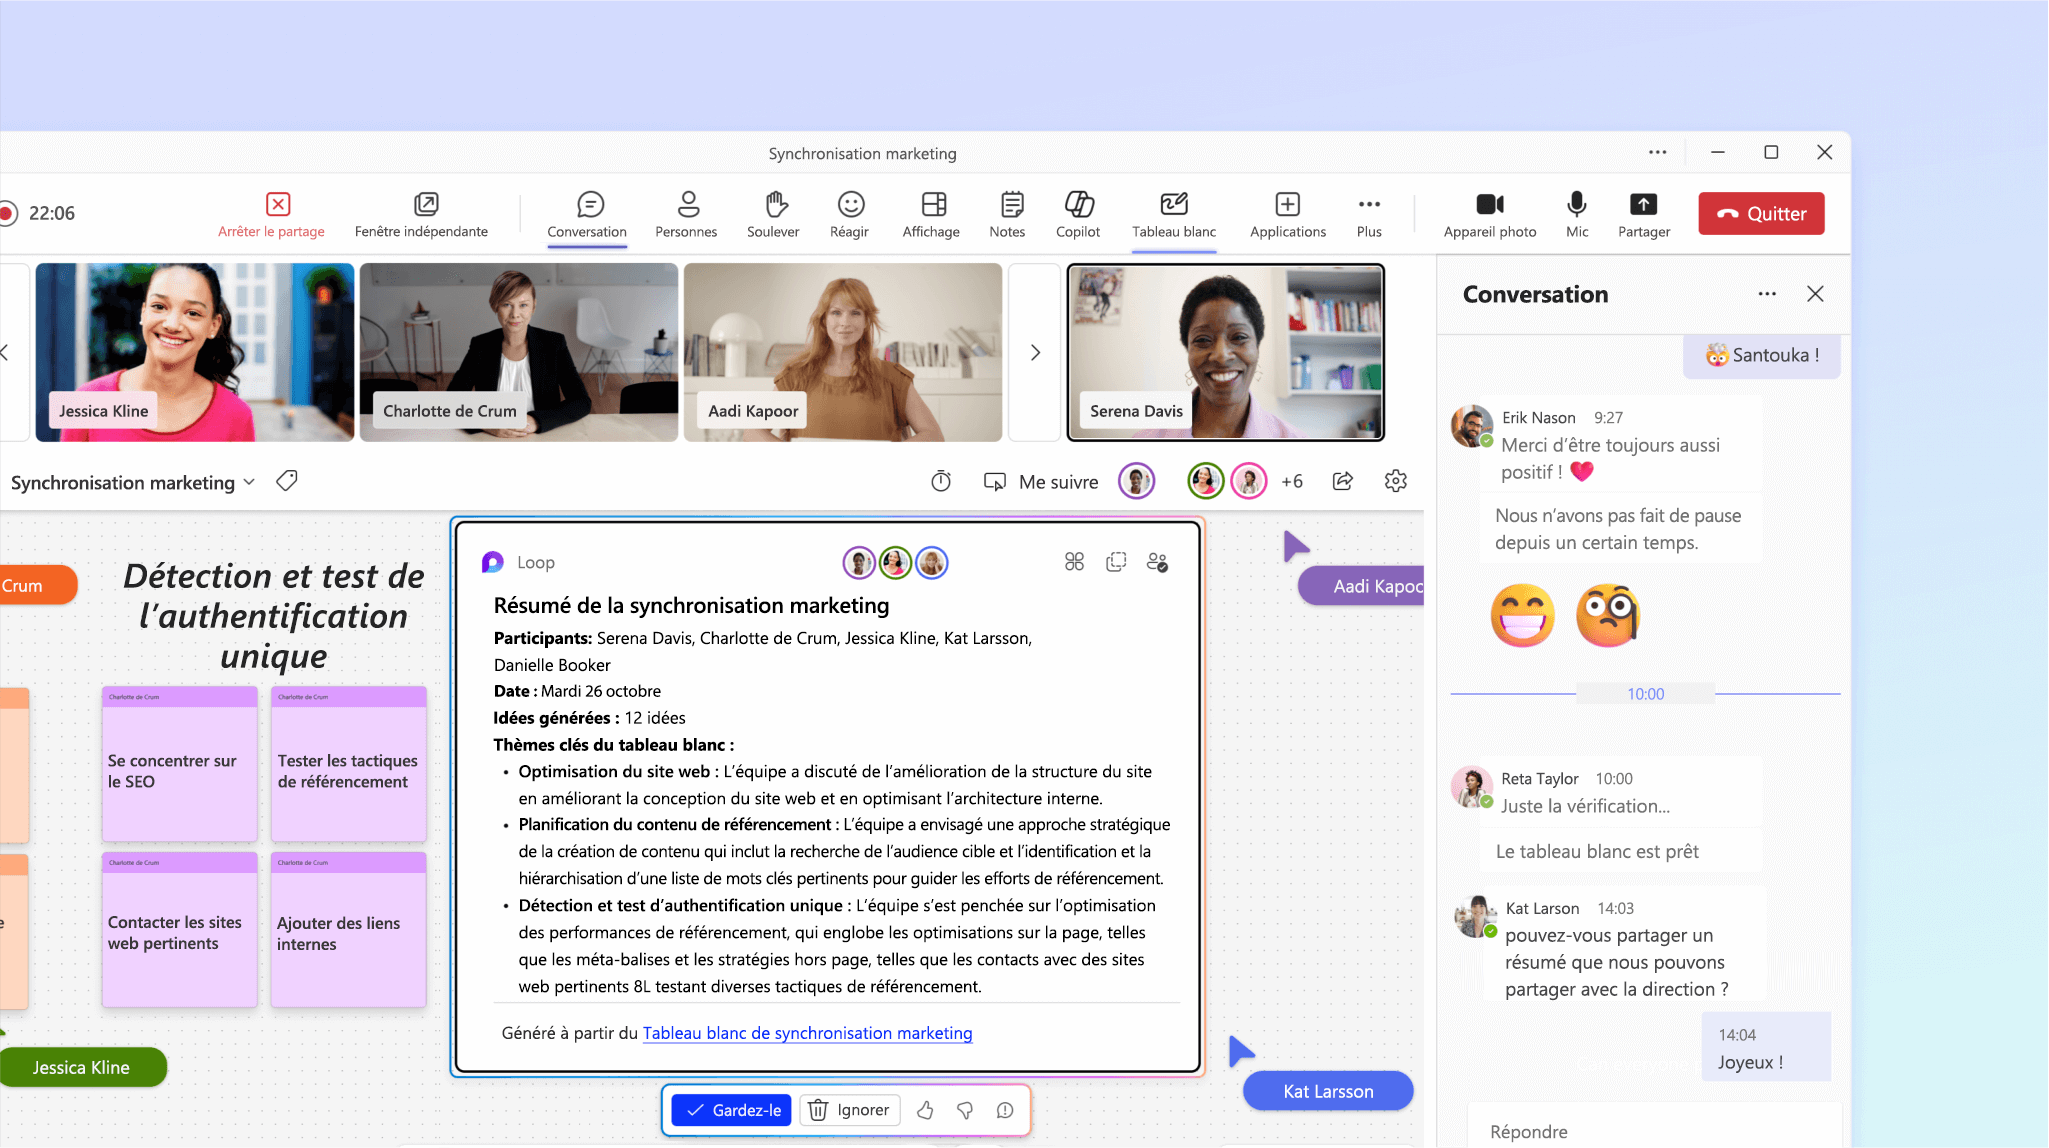 Synchronisation marketing
22:06
Arrêter le partage
Fenêtre indépendante
Conversation
Personnes
Soulever
Réagir
Affichage
Notes
Copilot
Tableau blanc
Applications
Plus
Appareil photo
Mic
Partager
Quitter
Jessica Kline
Charlotte de Crum
Aadi Kapoor
Serena Davis
Synchronisation marketing
Me suivre
+6
Crum
Détection et test de
l'authentification
unique
Charlotte de Crum
Se concentrer sur
le SEO
Charlotte de Crum
Tester les tactiques
de référencement
Charlotte de Crum
Contacter les sites
web pertinents
Charlotte de Crum
Ajouter des liens
internes
Jessica Kline
Loop
Résumé de la synchronisation marketing
Participants: Serena Davis, Charlotte de Crum, Jessica Kline, Kat Larsson,
Danielle Booker
Date : Mardi 26 octobre
Idées générées : 12 idées
Thèmes clés du tableau blanc :
• Optimisation du site web : L'équipe a discuté de l'amélioration de la structure du site
en améliorant la conception du site web et en optimisant l'architecture interne.
• Planification du contenu de référencement : L'équipe a envisagé une approche stratégique
de la création de contenu qui inclut la recherche de l'audience cible et l'identification et la
hiérarchisation d'une liste de mots clés pertinents pour guider les efforts de référencement.
• Détection et test d'authentification unique : L'équipe s'est penchée sur l'optimisation
des performances de référencement, qui englobe les optimisations sur la page, telles
que les méta-balises et les stratégies hors page, telles que les contacts avec des sites
web pertinents 8L testant diverses tactiques de référencement.
Généré à partir du Tableau blanc de synchronisation marketing
Gardez-le
Ignorer
Aadi Kapoo
Kat Larsson
Conversation
Santouka !
Erik Nason 9:27
Merci d'être toujours aussi
positif !
Nous n'avons pas fait de pause
depuis un certain temps.
10:00
Reta Taylor 10:00
Juste la vérification...
Le tableau blanc est prêt
Kat Larson 14:03
pouvez-vous partager un
résumé que nous pouvons
partager avec la direction ?
14:04
Joyeux !
Répondre